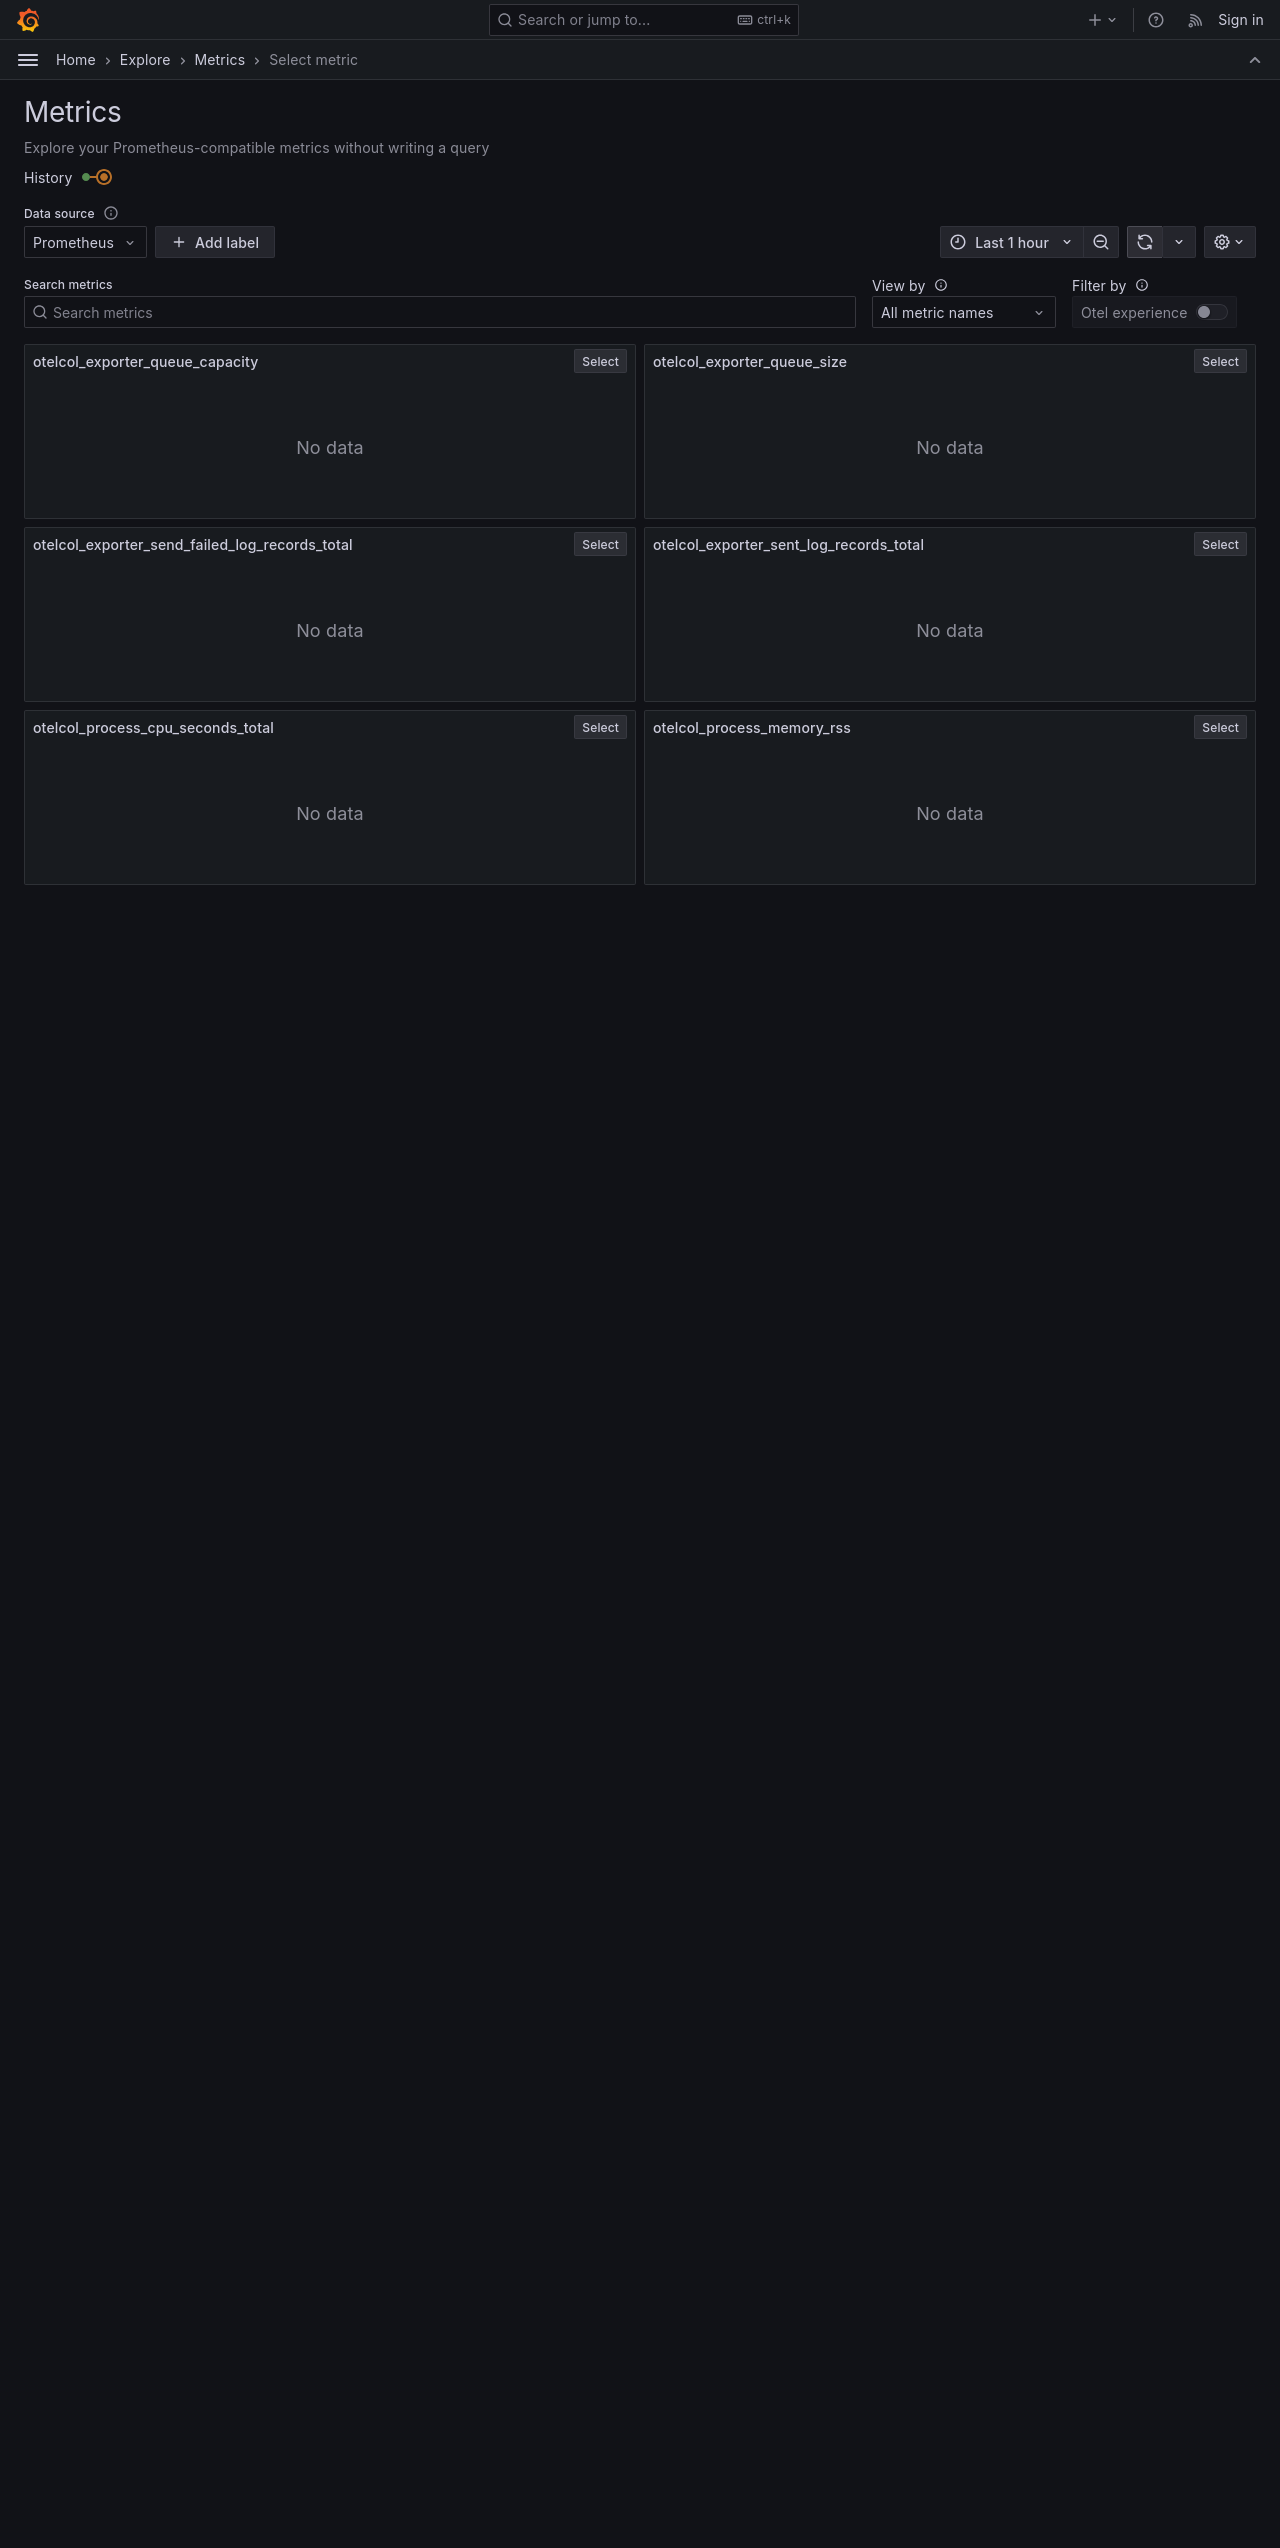 Search or jump to... ctrl+k Sign in
Home Explore Metrics Select metric
Metrics
Explore your Prometheus-compatible metrics without writing a query
History
Data source
Prometheus Add label Last 1 hour
Search metrics View by Filter by
Search metrics All metric names Otel experience
otelcol_exporter_queue_capacity Select otelcol_exporter_queue_size Select
No data No data
otelcol_exporter_send_failed_log_records_total Select otelcol_exporter_sent_log_records_total Select
No data No data
otelcol_process_cpu_seconds_total Select otelcol_process_memory_rss Select
No data No data